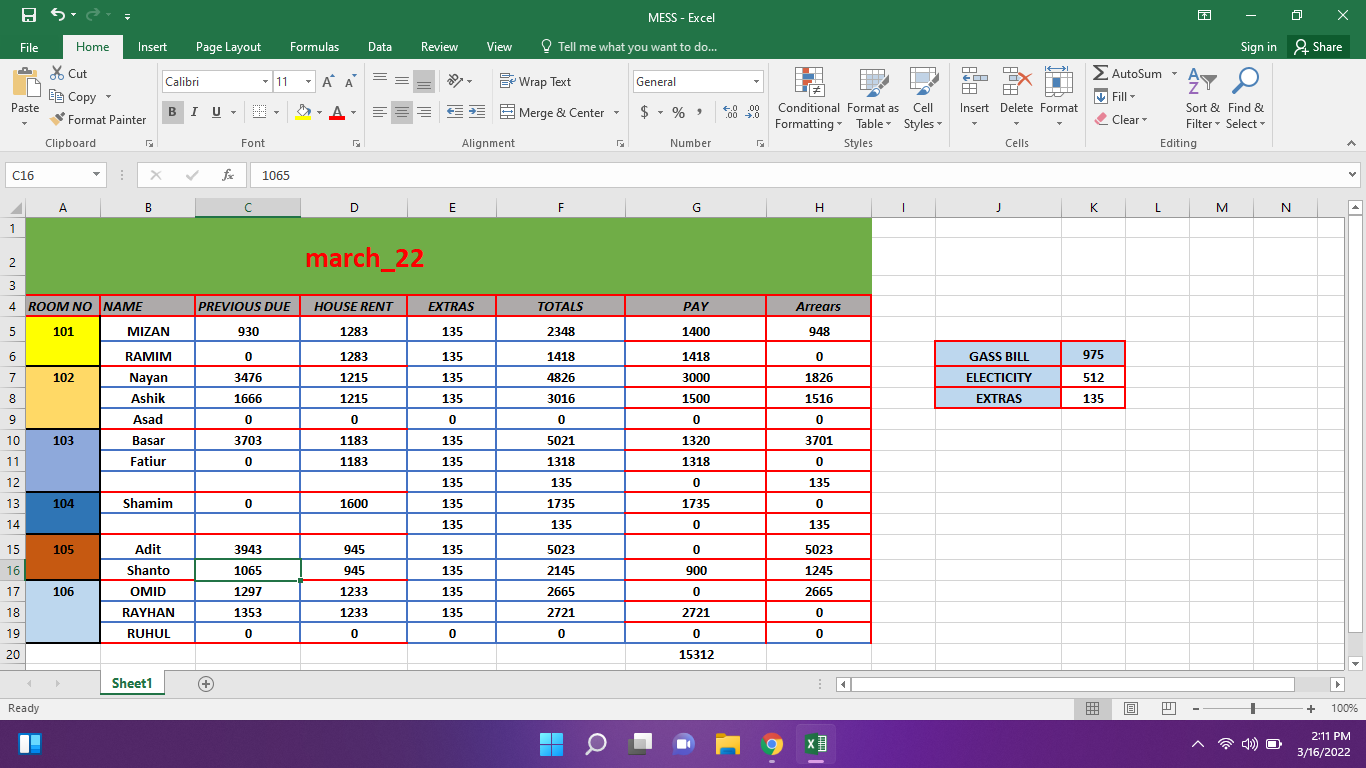 MESS - Excel
File Home Insert Page Layout Formulas Data Review View Tell me what you want to do... Sign in Share
Paste
Cut
Copy
Format Painter
Clipboard
Calibri 11
B I U
Font
Wrap Text
Merge & Center
Alignment
General
$ % ,
Number
Conditional Formatting
Format as Table
Cell Styles
Styles
Insert Delete Format
Cells
AutoSum
Fill
Clear
Sort & Filter
Find & Select
Editing
C16 fx 1065
A B C D E F G H I J K L M N
1
2 march_22
3
4 ROOM NO NAME PREVIOUS DUE HOUSE RENT EXTRAS TOTALS PAY Arrears
5 101 MIZAN 930 1283 135 2348 1400 948
6 RAMIM 0 1283 135 1418 1418 0 GASS BILL 975
7 102 Nayan 3476 1215 135 4826 3000 1826 ELECTICITY 512
8 Ashik 1666 1215 135 3016 1500 1516 EXTRAS 135
9 Asad 0 0 0 0 0 0
10 103 Basar 3703 1183 135 5021 1320 3701
11 Fatiur 0 1183 135 1318 1318 0
12 135 135 0 135
13 104 Shamim 0 1600 135 1735 1735 0
14 135 135 0 135
15 105 Adit 3943 945 135 5023 0 5023
16 Shanto 1065 945 135 2145 900 1245
17 106 OMID 1297 1233 135 2665 0 2665
18 RAYHAN 1353 1233 135 2721 2721 0
19 RUHUL 0 0 0 0 0 0
20 15312
Sheet1
Ready 100%
2:11 PM
3/16/2022